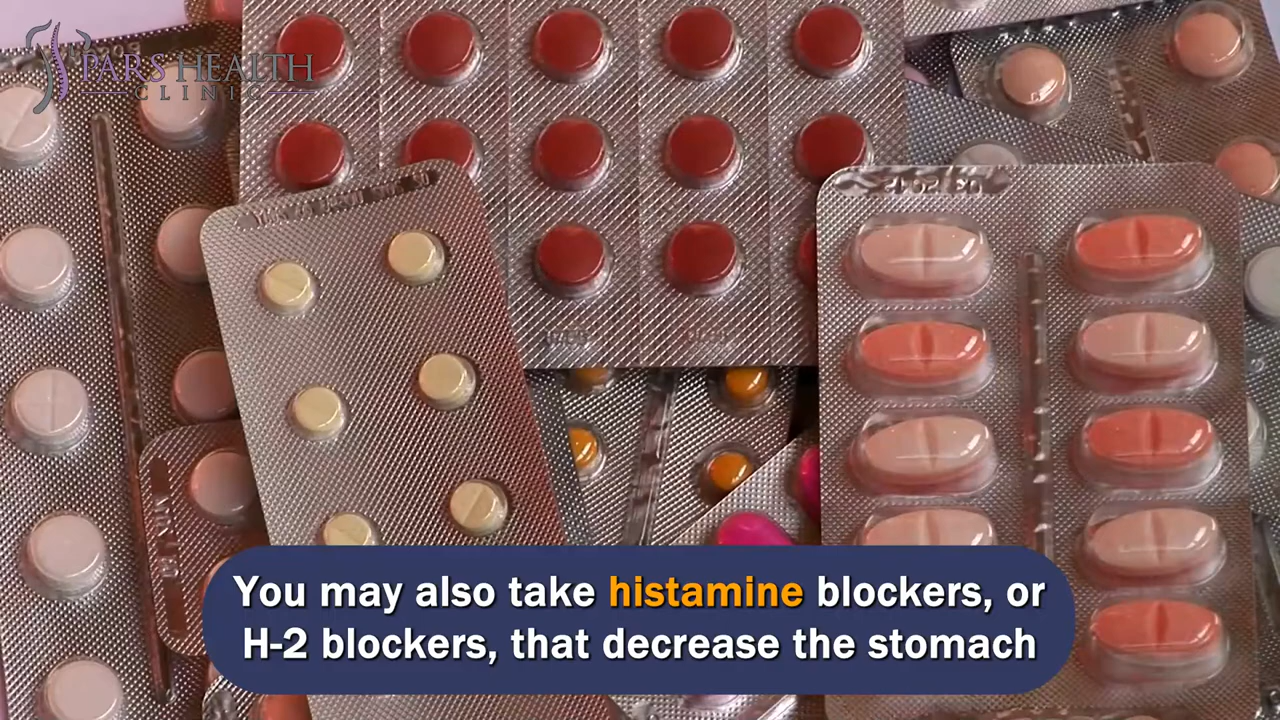 PARS HEALTH
CLINIC
You may also take histamine blockers, or
H-2 blockers, that decrease the stomach